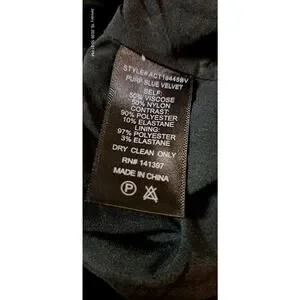 PURP BLUE VELVET
SELF:
50% VISCOSE
50% NYLON
CONTRAST:
90% POLYESTER
10% ELASTANE
LINING:
97% POLYESTER
3% ELASTANE
DRY CLEAN ONLY
RN# 141397
MADE IN CHINA
P